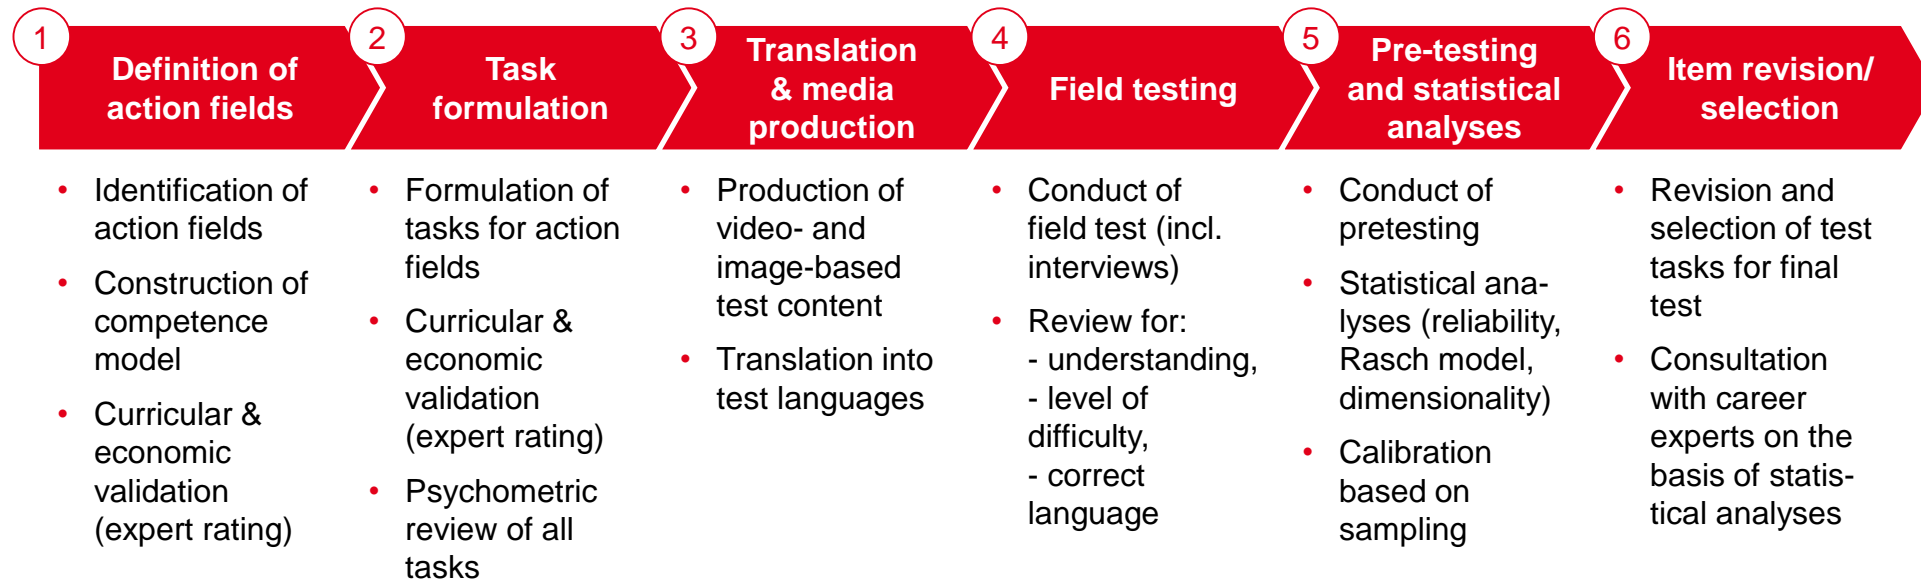 1
Definition of
action fields
• Identification of
action fields
• Construction of
competence
model
• Curricular &
economic
validation
(expert rating)
2
Task
formulation
• Formulation of
tasks for action
fields
• Curricular &
economic
validation
(expert rating)
• Psychometric
review of all
tasks
3
Translation
& media
production
• Production of
video- and
image-based
test content
• Translation into
test languages
4
Field testing
• Conduct of
field test (incl.
interviews)
• Review for:
- understanding,
- level of
difficulty,
- correct
language
5
Pre-testing
and statistical
analyses
• Conduct of
pretesting
• Statistical ana-
lyses (reliability,
Rasch model,
dimensionality)
• Calibration
based on
sampling
6
Item revision/
selection
• Revision and
selection of test
tasks for final
test
• Consultation
with career
experts on the
basis of statis-
tical analyses